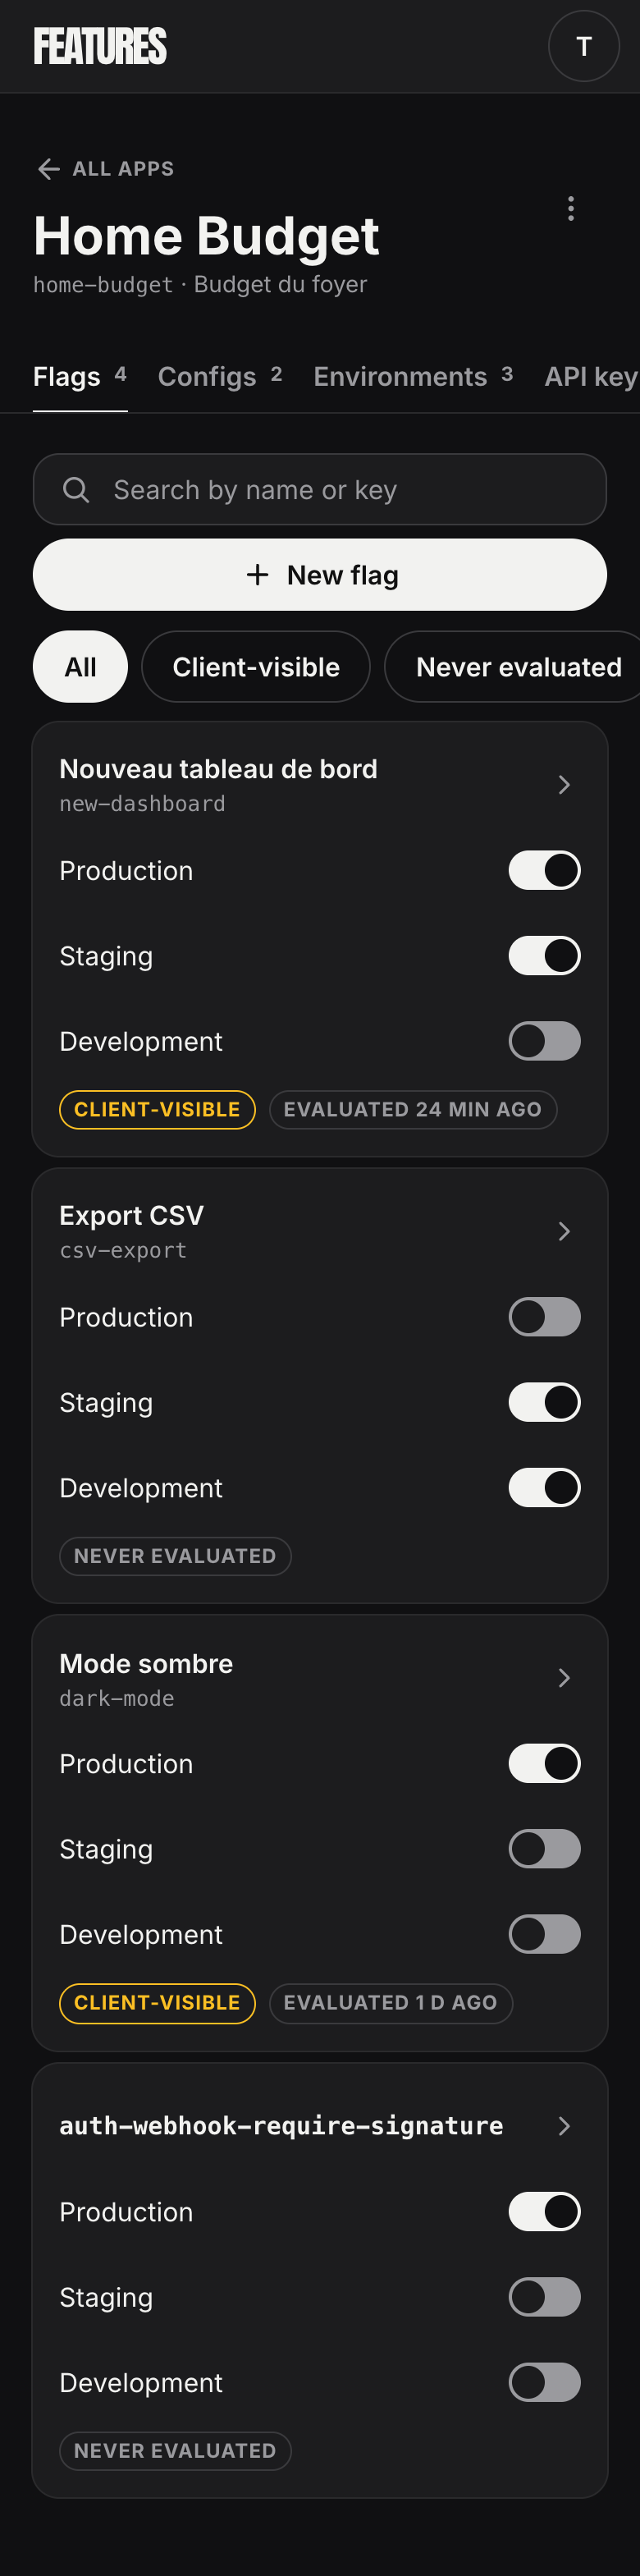 FEATURES
T
ALL APPS
Home Budget
home-budget · Budget du foyer
Flags 4 Configs 2 Environments 3 API key
Search by name or key
New flag
All Client-visible Never evaluated
Nouveau tableau de bord
new-dashboard
Production
Staging
Development
CLIENT-VISIBLE EVALUATED 24 MIN AGO
Export CSV
csv-export
Production
Staging
Development
NEVER EVALUATED
Mode sombre
dark-mode
Production
Staging
Development
CLIENT-VISIBLE EVALUATED 1 D AGO
auth-webhook-require-signature
Production
Staging
Development
NEVER EVALUATED